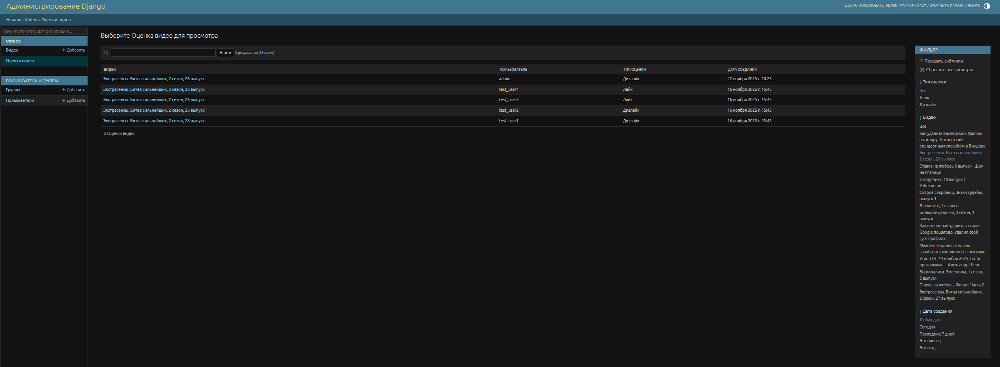 Администрирование Django
ДОБРО ПОЖАЛОВАТЬ, ADMIN. ОТКРЫТЬ САЙТ / ИЗМЕНИТЬ ПАРОЛЬ / ВЫЙТИ
Начало › Videos › Оценки видео
Начните печатать для фильтрации...
VIDEOS
Видео
Добавить
Оценки видео
ПОЛЬЗОВАТЕЛИ И ГРУППЫ
Группы
Добавить
Пользователи
Добавить
Выберите Оценка видео для просмотра
Найти 5 результатов (53 всего)
ВИДЕО ПОЛЬЗОВАТЕЛЬ ТИП ОЦЕНКИ ДАТА СОЗДАНИЯ
Экстрасенсы. Битва сильнейших, 2 сезон, 26 выпуск admin Дизлайк 22 ноября 2025 г. 10:23
Экстрасенсы. Битва сильнейших, 2 сезон, 26 выпуск test_user4 Лайк 16 ноября 2025 г. 15:45
Экстрасенсы. Битва сильнейших, 2 сезон, 26 выпуск test_user3 Лайк 16 ноября 2025 г. 15:45
Экстрасенсы. Битва сильнейших, 2 сезон, 26 выпуск test_user2 Дизлайк 16 ноября 2025 г. 15:45
Экстрасенсы. Битва сильнейших, 2 сезон, 26 выпуск test_user1 Дизлайк 16 ноября 2025 г. 15:45
5 Оценки видео
ФИЛЬТР
Показать счётчики
Сбросить все фильтры
↓ Тип оценки
Все
Лайк
Дизлайк
↓ Видео
Все
Как удалить Касперский. Удаляю
антивирус Касперский
стандартным способом в Виндовс
Экстрасенсы. Битва сильнейших,
2 сезон, 26 выпуск
Ставка на любовь 6 выпуск - Шоу
на пятнице
«Попутчик». 10 выпуск |
Узбекистан
Остров сокровищ. Знаки судьбы,
выпуск 1
В темноте, 1 выпуск
Большие девочки, 3 сезон, 1
выпуск
Как полностью удалить аккаунт
Google пошагово. Удалил свой
Гугл профиль
Максим Перлин о том, как
заработать миллионы на рекламе
Утро ТНТ, 14 ноября 2025. Гость
программы — Александр Шепс
Выживалити. Змееловы, 1 сезон,
5 выпуск
Ставка на любовь, Финал. Часть 2
Экстрасенсы. Битва сильнейших,
2 сезон, 27 выпуск
↓ Дата создания
Любая дата
Сегодня
Последние 7 дней
Этот месяц
Этот год